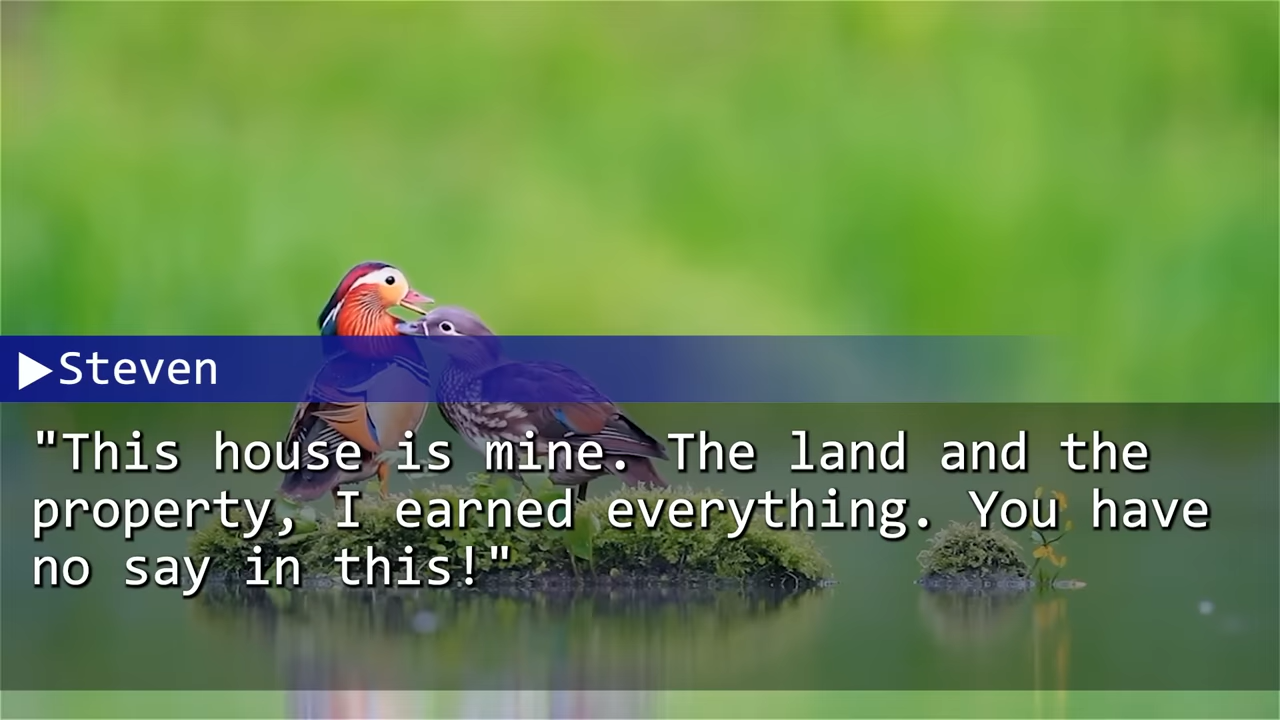 ▶Steven
"This house is mine. The land and the
property, I earned everything. You have
no say in this!"